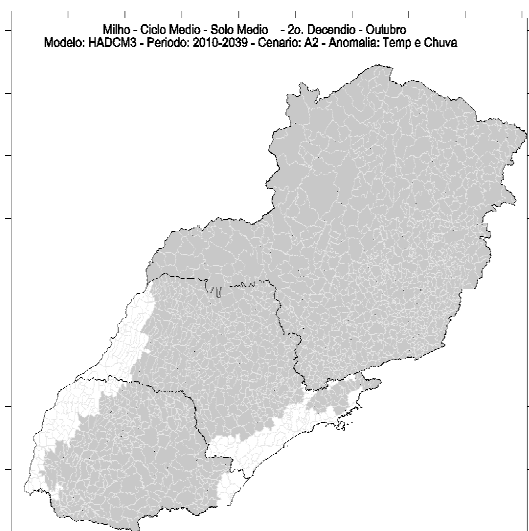 Milho - Ciclo Medio - Solo Medio - 2o. Decendio - Outubro
Modelo: HADCM3 - Periodo: 2010-2039 - Cenario: A2 - Anomalia: Temp e Chuva